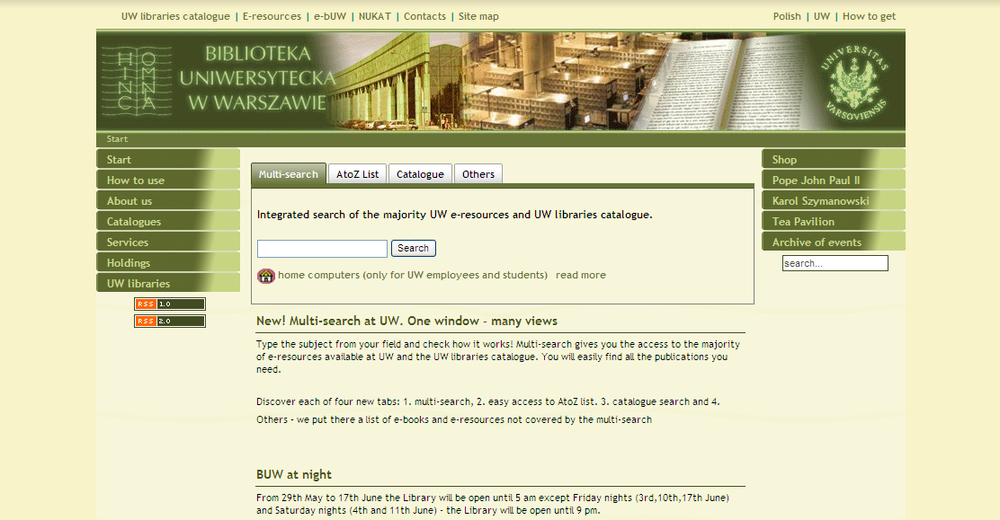 UW libraries catalogue | E-resources | e-bUW | NUKAT | Contacts | Site map
Polish | UW | How to get
HINC
OMNIA
BIBLIOTEKA
UNIWERSYTECKA
W WARSZAWIE
UNIVERSITAS
VARSOVIENSIS
Start
Start
How to use
About us
Catalogues
Services
Holdings
UW libraries
RSS 1.0
RSS 2.0
Multi-search
AtoZ List
Catalogue
Others
Integrated search of the majority UW e-resources and UW libraries catalogue.
Search
home computers (only for UW employees and students) read more
New! Multi-search at UW. One window – many views
Type the subject from your field and check how it works! Multi-search gives you the access to the majority
of e-resources available at UW and the UW libraries catalogue. You will easily find all the publications you
need.
Discover each of four new tabs: 1. multi-search, 2. easy access to AtoZ list. 3. catalogue search and 4.
Others - we put there a list of e-books and e-resources not covered by the multi-search
BUW at night
From 29th May to 17th June the Library will be open until 5 am except Friday nights (3rd,10th,17th June)
and Saturday nights (4th and 11th June) - the Library will be open until 9 pm.
Shop
Pope John Paul II
Karol Szymanowski
Tea Pavilion
Archive of events
search...